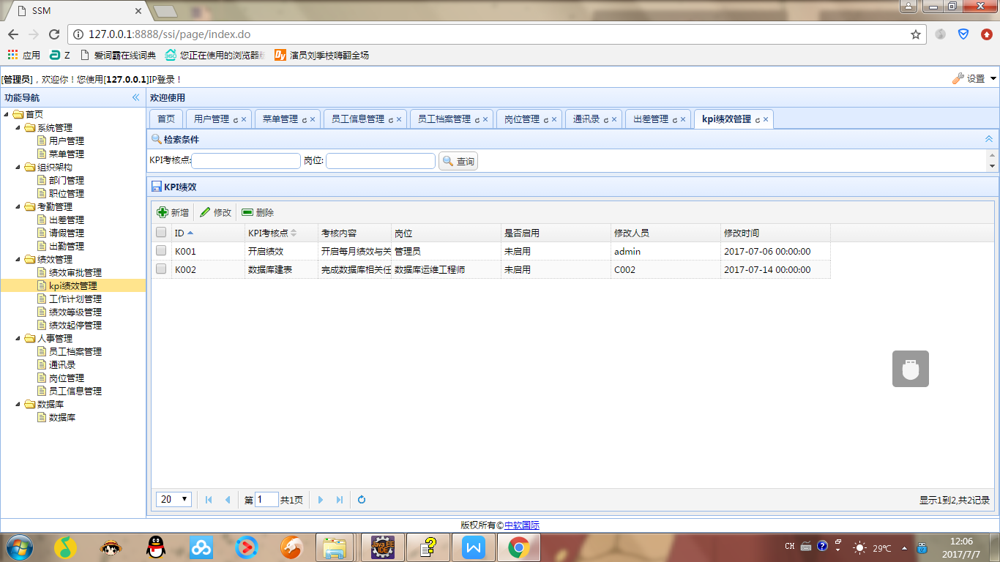 SSM
127.0.0.1:8888/ssi/page/index.do
应用 Z 爱词霸在线词典 您正在使用的浏览器版 演员刘季枝嗨翻全场
[管理员]，欢迎你！您使用[127.0.0.1]IP登录！ 设置
功能导航 欢迎使用
首页
系统管理
用户管理
菜单管理
组织架构
部门管理
职位管理
考勤管理
出差管理
请假管理
出勤管理
绩效管理
绩效审批管理
kpi绩效管理
工作计划管理
绩效等级管理
绩效起停管理
人事管理
员工档案管理
通讯录
岗位管理
员工信息管理
数据库
数据库
首页 用户管理 菜单管理 员工信息管理 员工档案管理 岗位管理 通讯录 出差管理 kpi绩效管理
检索条件
KPI考核点: 岗位: 查询
KPI绩效
新增 修改 删除
ID KPI考核点 考核内容 岗位 是否启用 修改人员 修改时间
K001 开启绩效 开启每月绩效与关 管理员 未启用 admin 2017-07-06 00:00:00
K002 数据库建表 完成数据库相关任 数据库运维工程师 未启用 C002 2017-07-14 00:00:00
20 第 1 共1页 显示1到2,共2记录
版权所有©中软国际
Java EE IDE
CH 29℃ 12:06
2017/7/7